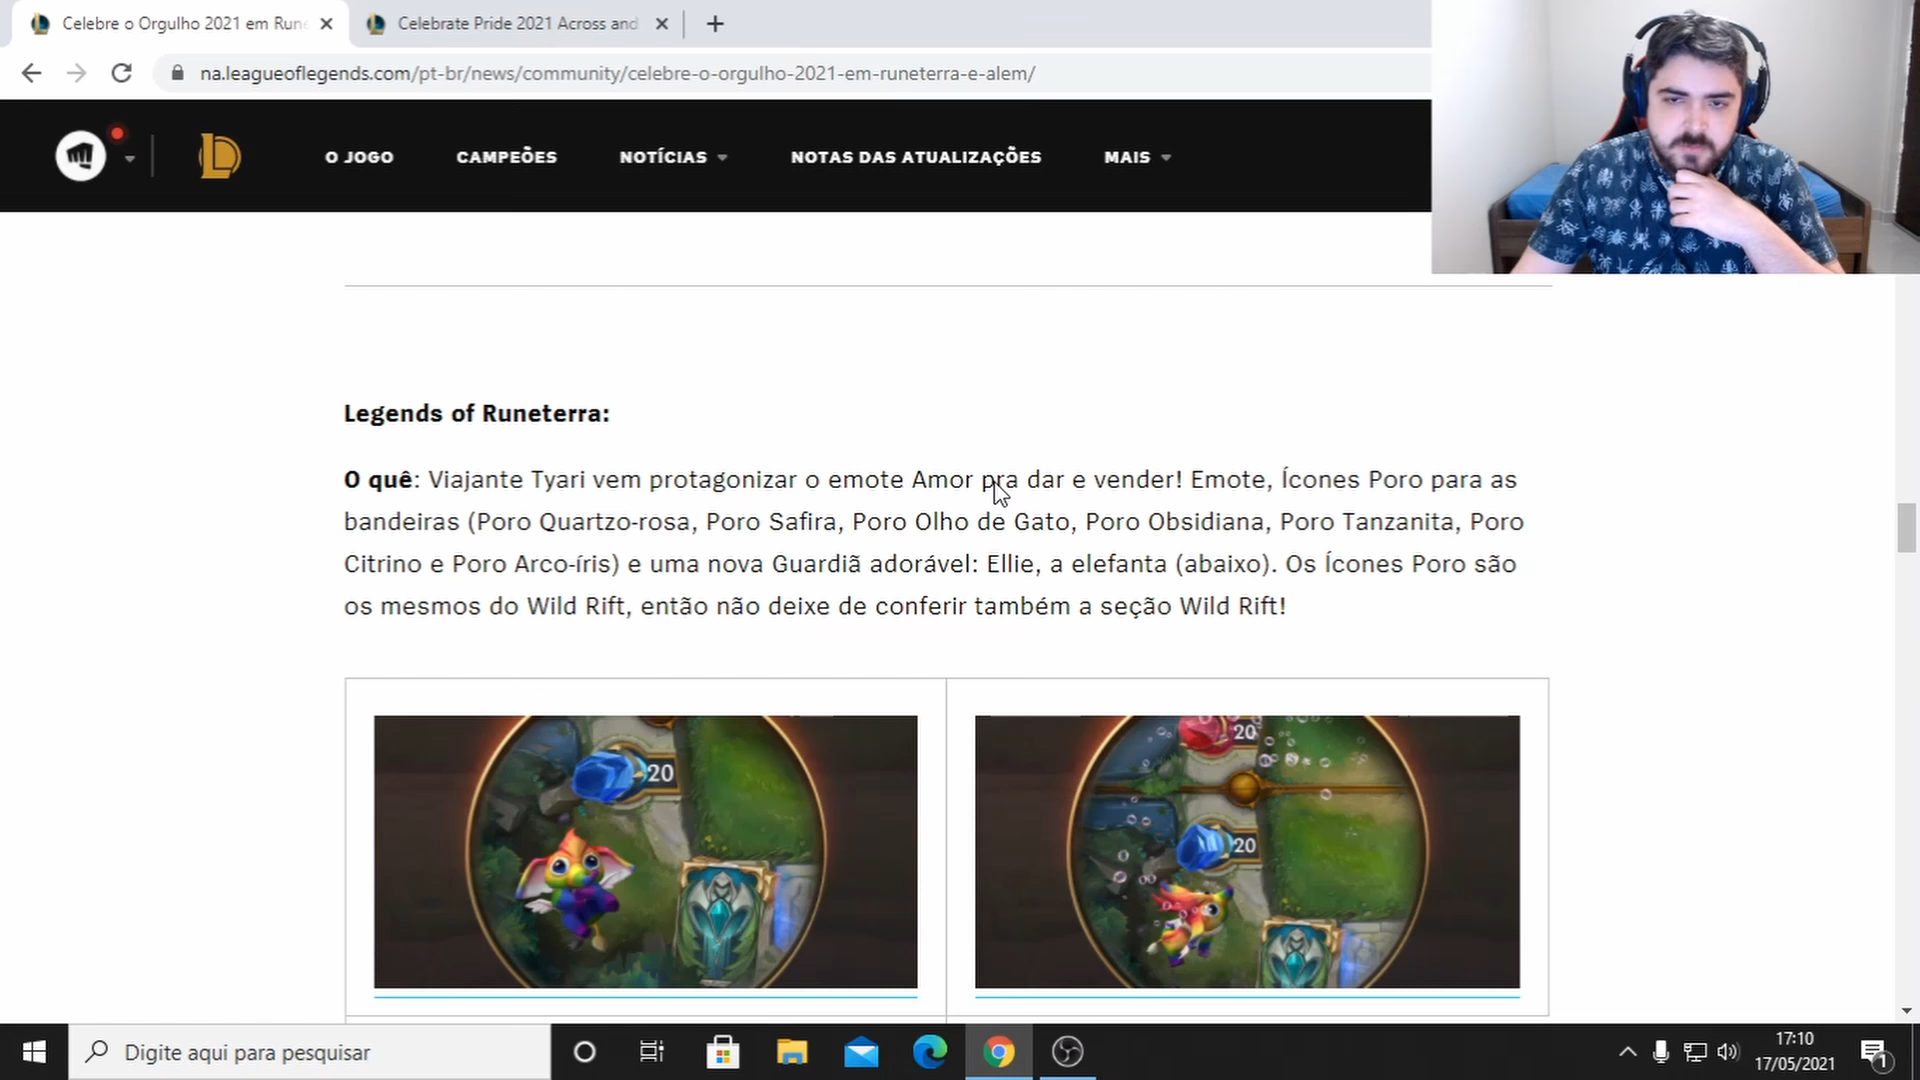 Celebre o Orgulho 2021 em Rune
Celebrate Pride 2021 Across and
na.leagueoflegends.com/pt-br/news/community/celebre-o-orgulho-2021-em-runeterra-e-alem/
O JOGO
CAMPEÕES
NOTÍCIAS
NOTAS DAS ATUALIZAÇÕES
MAIS
Legends of Runeterra:
O quê: Viajante Tyari vem protagonizar o emote Amor pra dar e vender! Emote, Ícones Poro para as
bandeiras (Poro Quartzo-rosa, Poro Safira, Poro Olho de Gato, Poro Obsidiana, Poro Tanzanita, Poro
Citrino e Poro Arco-íris) e uma nova Guardiã adorável: Ellie, a elefanta (abaixo). Os Ícones Poro são
os mesmos do Wild Rift, então não deixe de conferir também a seção Wild Rift!
20
20
20
Digite aqui para pesquisar
17:10
17/05/2021
1